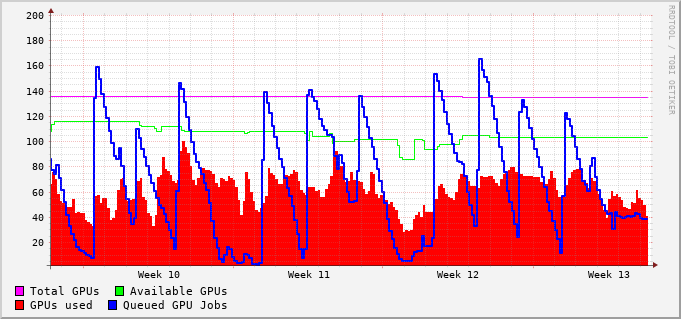 200
180
160
140
120
100
80
60
40
20
Week 10 Week 11 Week 12 Week 13
Total GPUs Available GPUs
GPUs used Queued GPU Jobs
RRDTOOL / TOBI OETIKER